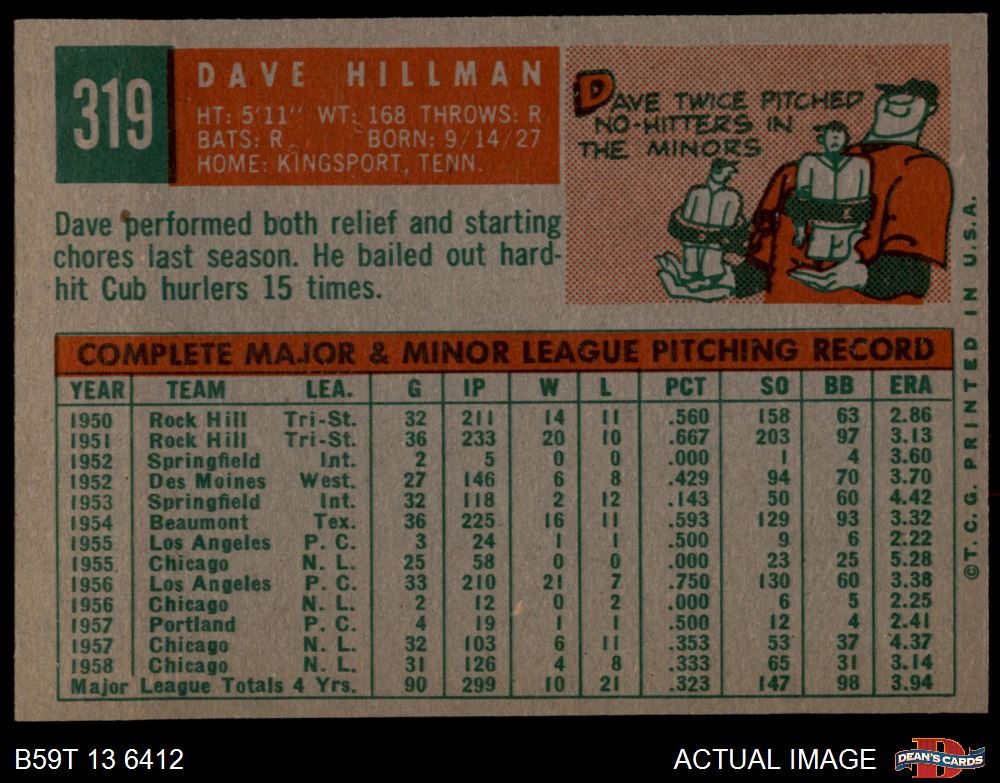 319
DAVE HILLMAN
HT: 5'11" WT: 168 THROWS: R
BATS: R BORN: 9/14/27
HOME: KINGSPORT, TENN.
DAVE TWICE PITCHED
NO-HITTERS IN
THE MINORS
Dave performed both relief and starting
chores last season. He bailed out hard-
hit Cub hurlers 15 times.
COMPLETE MAJOR & MINOR LEAGUE PITCHING RECORD
YEAR TEAM LEA. G IP W L PCT SO BB ERA
1950 Rock Hill Tri-St. 32 211 14 11 .560 158 63 2.86
1951 Rock Hill Tri-St. 36 233 20 10 .667 203 97 3.13
1952 Springfield Int. 2 5 0 0 .000 1 4 3.60
1952 Des Moines West. 27 146 6 8 .429 94 70 3.70
1953 Springfield Int. 32 118 2 12 .143 50 60 4.42
1954 Beaumont Tex. 36 225 16 11 .593 129 93 3.32
1955 Los Angeles P. C. 3 24 1 1 .500 9 6 2.22
1955 Chicago N. L. 25 58 0 0 .000 23 25 5.28
1956 Los Angeles P. C. 33 210 21 7 .750 130 60 3.38
1956 Chicago N. L. 2 12 0 2 .000 6 5 2.25
1957 Portland P. C. 4 19 1 1 .500 12 4 2.41
1957 Chicago N. L. 32 103 6 11 .353 53 37 4.37
1958 Chicago N. L. 31 126 4 8 .333 65 31 3.14
Major League Totals 4 Yrs. 90 299 10 21 .323 147 98 3.94
©T. C. G. PRINTED IN U.S.A.
B59T 13 6412
ACTUAL IMAGE
D
DEAN'S CARDS